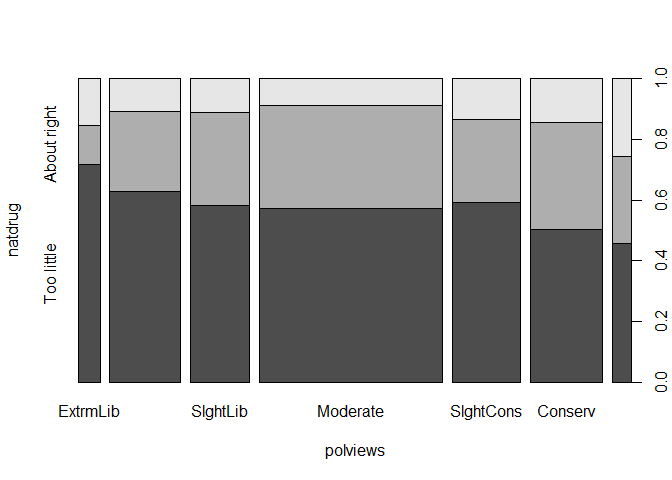 natdrug
About right
Too little
1.0
0.8
0.6
0.4
0.2
0.0
ExtrmLib SlghtLib Moderate SlghtCons Conserv
polviews